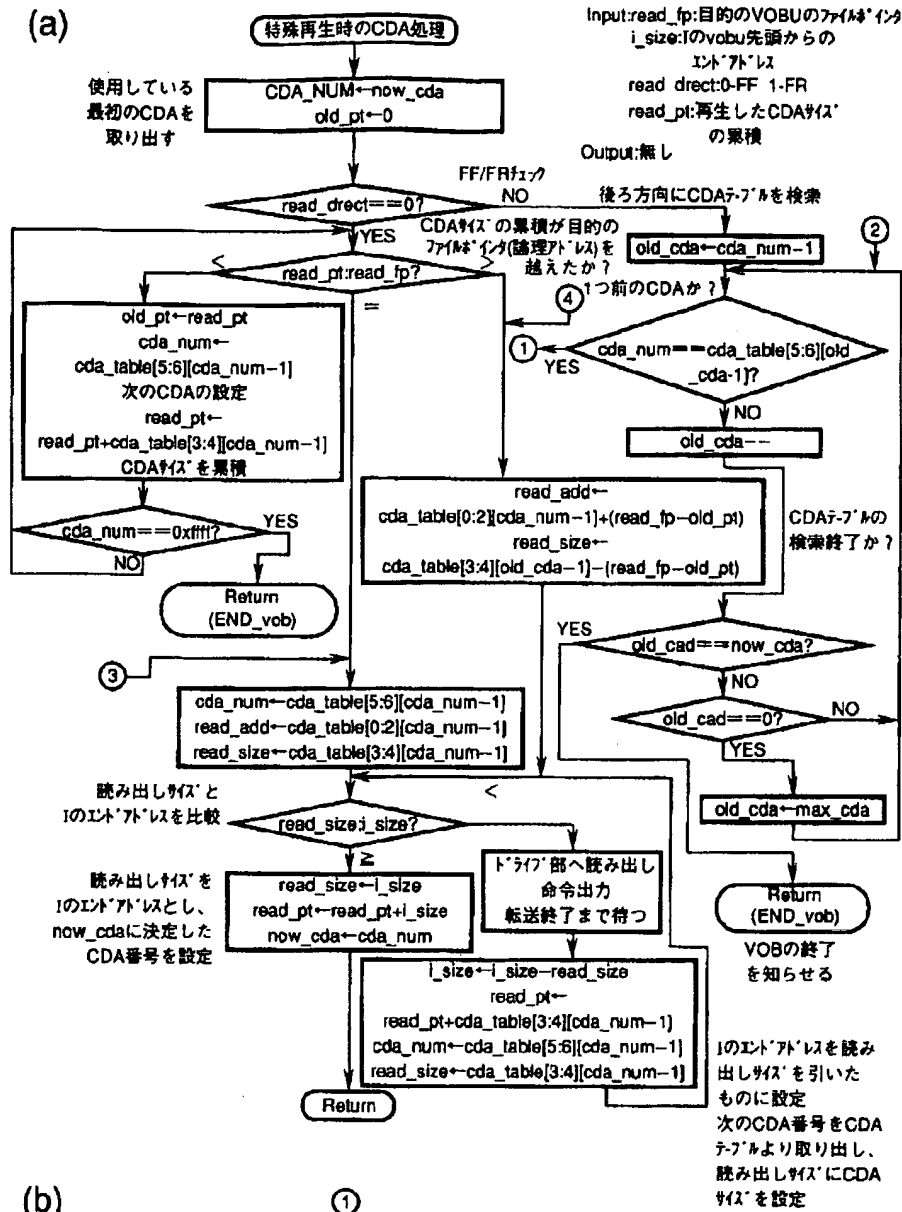 (a)
特殊再生時のCDA処理
Input:read_fp:目的のVOBUのファイルポインタ
i_size:Iのvobu先頭からの
エンドアドレス
read drect:0-FF 1-FR
read_pt:再生したCDAサイズ
の累積
Output:無し
使用している
最初のCDAを
取り出す
CDA_NUM←now_cda
old_pt←0
FF/FRチェック
read_drect==0?
NO
YES
後ろ方向にCDAテーブルを検索
②
old_cda←cda_num-1
CDAサイズの累積が目的の
ファイルポインタ(論理アドレス)を
越えたか?
<
read_pt:read_fp?
>
=
④
1つ前のCDAか?
①
YES
cda_num==cda_table[5:6][old
_cda-1]?
NO
old_cda--
old_pt←read_pt
cda_num←
cda_table[5:6][cda_num-1]
次のCDAの設定
read_pt←
read_pt+cda_table[3:4][cda_num-1]
CDAサイズを累積
cda_num==0xffff?
YES
NO
Return
(END_vob)
read_add←
cda_table[0:2][cda_num-1]+(read_fp-old_pt)
read_size←
cda_table[3:4][old_cda-1]-(read_fp-old_pt)
CDAテーブルの
検索終了か?
YES
old_cad==now_cda?
NO
old_cad==0?
NO
YES
old_cda←max_cda
Return
(END_vob)
VOBの終了
を知らせる
③
cda_num←cda_table[5:6][cda_num-1]
read_add←cda_table[0:2][cda_num-1]
read_size←cda_table[3:4][cda_num-1]
読み出しサイズと
Iのエンドアドレスを比較
<
read_size:i_size?
≧
読み出しサイズを
Iのエンドアドレスとし、
now_cdaに決定した
CDA番号を設定
read_size←i_size
read_pt←read_pt+i_size
now_cda←cda_num
ドライブ部へ読み出し
命令出力
転送終了まで待つ
i_size←i_size-read_size
read_pt←
read_pt+cda_table[3:4][cda_num-1]
cda_num←cda_table[5:6][cda_num-1]
read_size←cda_table[3:4][cda_num-1]
Return
Iのエンドアドレスを読み
出しサイズを引いた
ものに設定
次のCDA番号をCDA
テーブルより取り出し、
読み出しサイズにCDA
サイズを設定
(b)
①